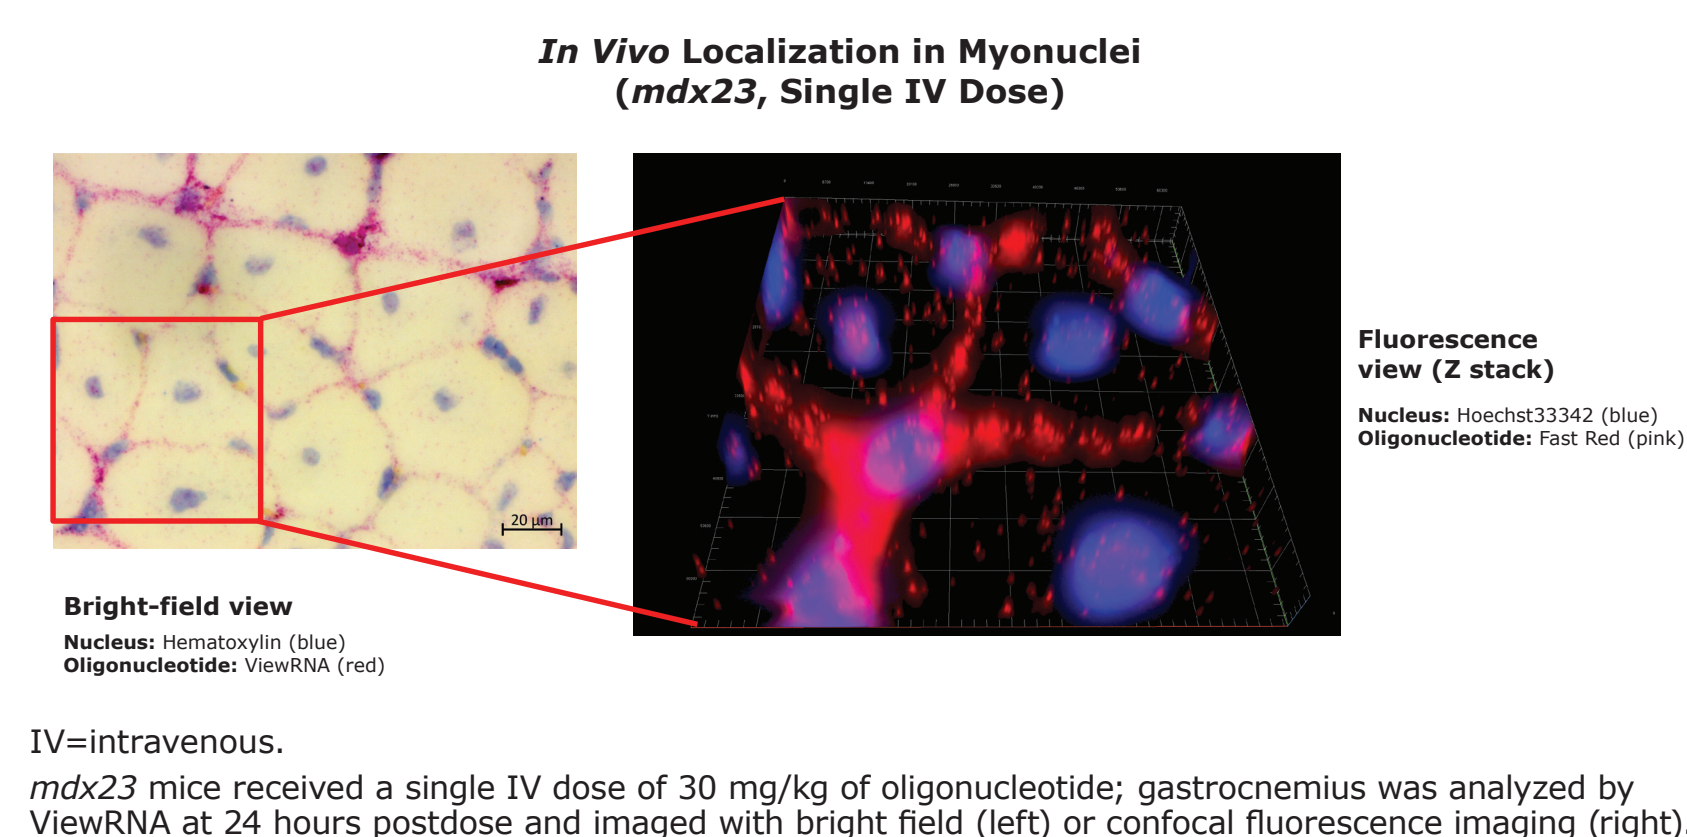 In Vivo Localization in Myonuclei
(mdx23, Single IV Dose)
20 µm
Fluorescence
view (Z stack)
Nucleus: Hoechst33342 (blue)
Oligonucleotide: Fast Red (pink)
Bright-field view
Nucleus: Hematoxylin (blue)
Oligonucleotide: ViewRNA (red)
IV=intravenous.
mdx23 mice received a single IV dose of 30 mg/kg of oligonucleotide; gastrocnemius was analyzed by
ViewRNA at 24 hours postdose and imaged with bright field (left) or confocal fluorescence imaging (right).